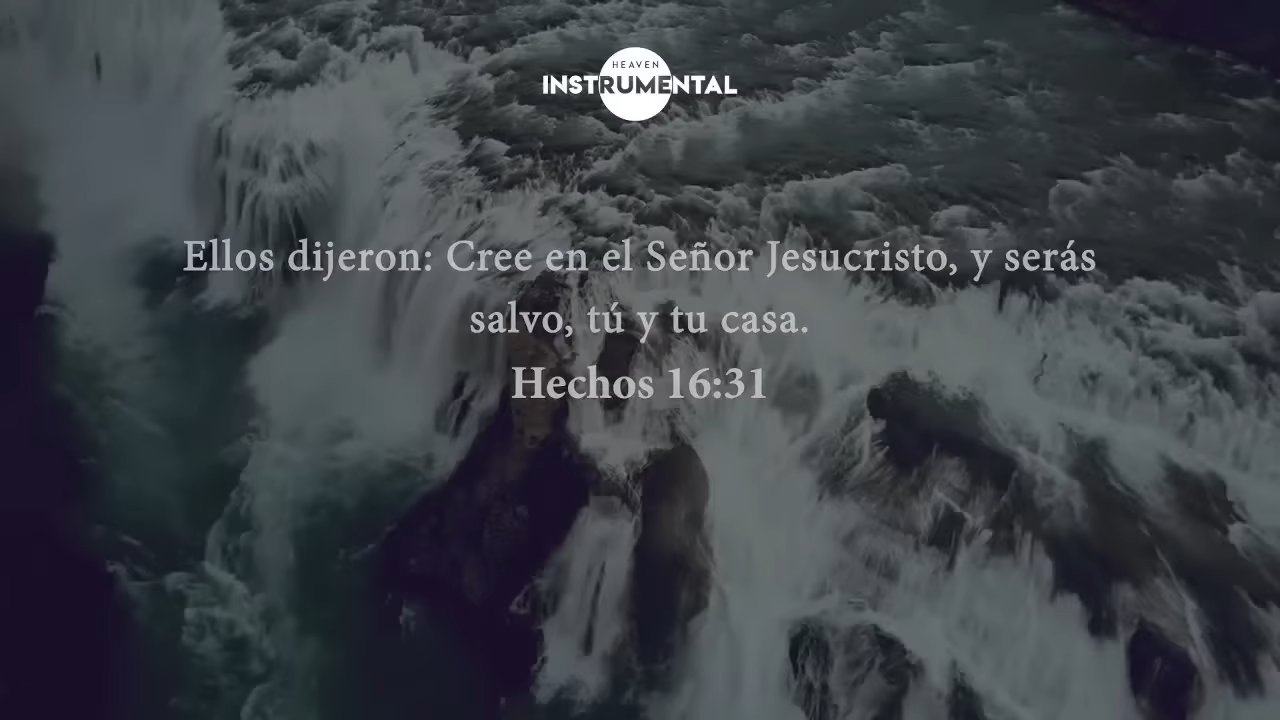 HEAVEN
INSTRUMENTAL
Ellos dijeron: Cree en el Señor Jesucristo, y serás
salvo, tú y tu casa.
Hechos 16:31